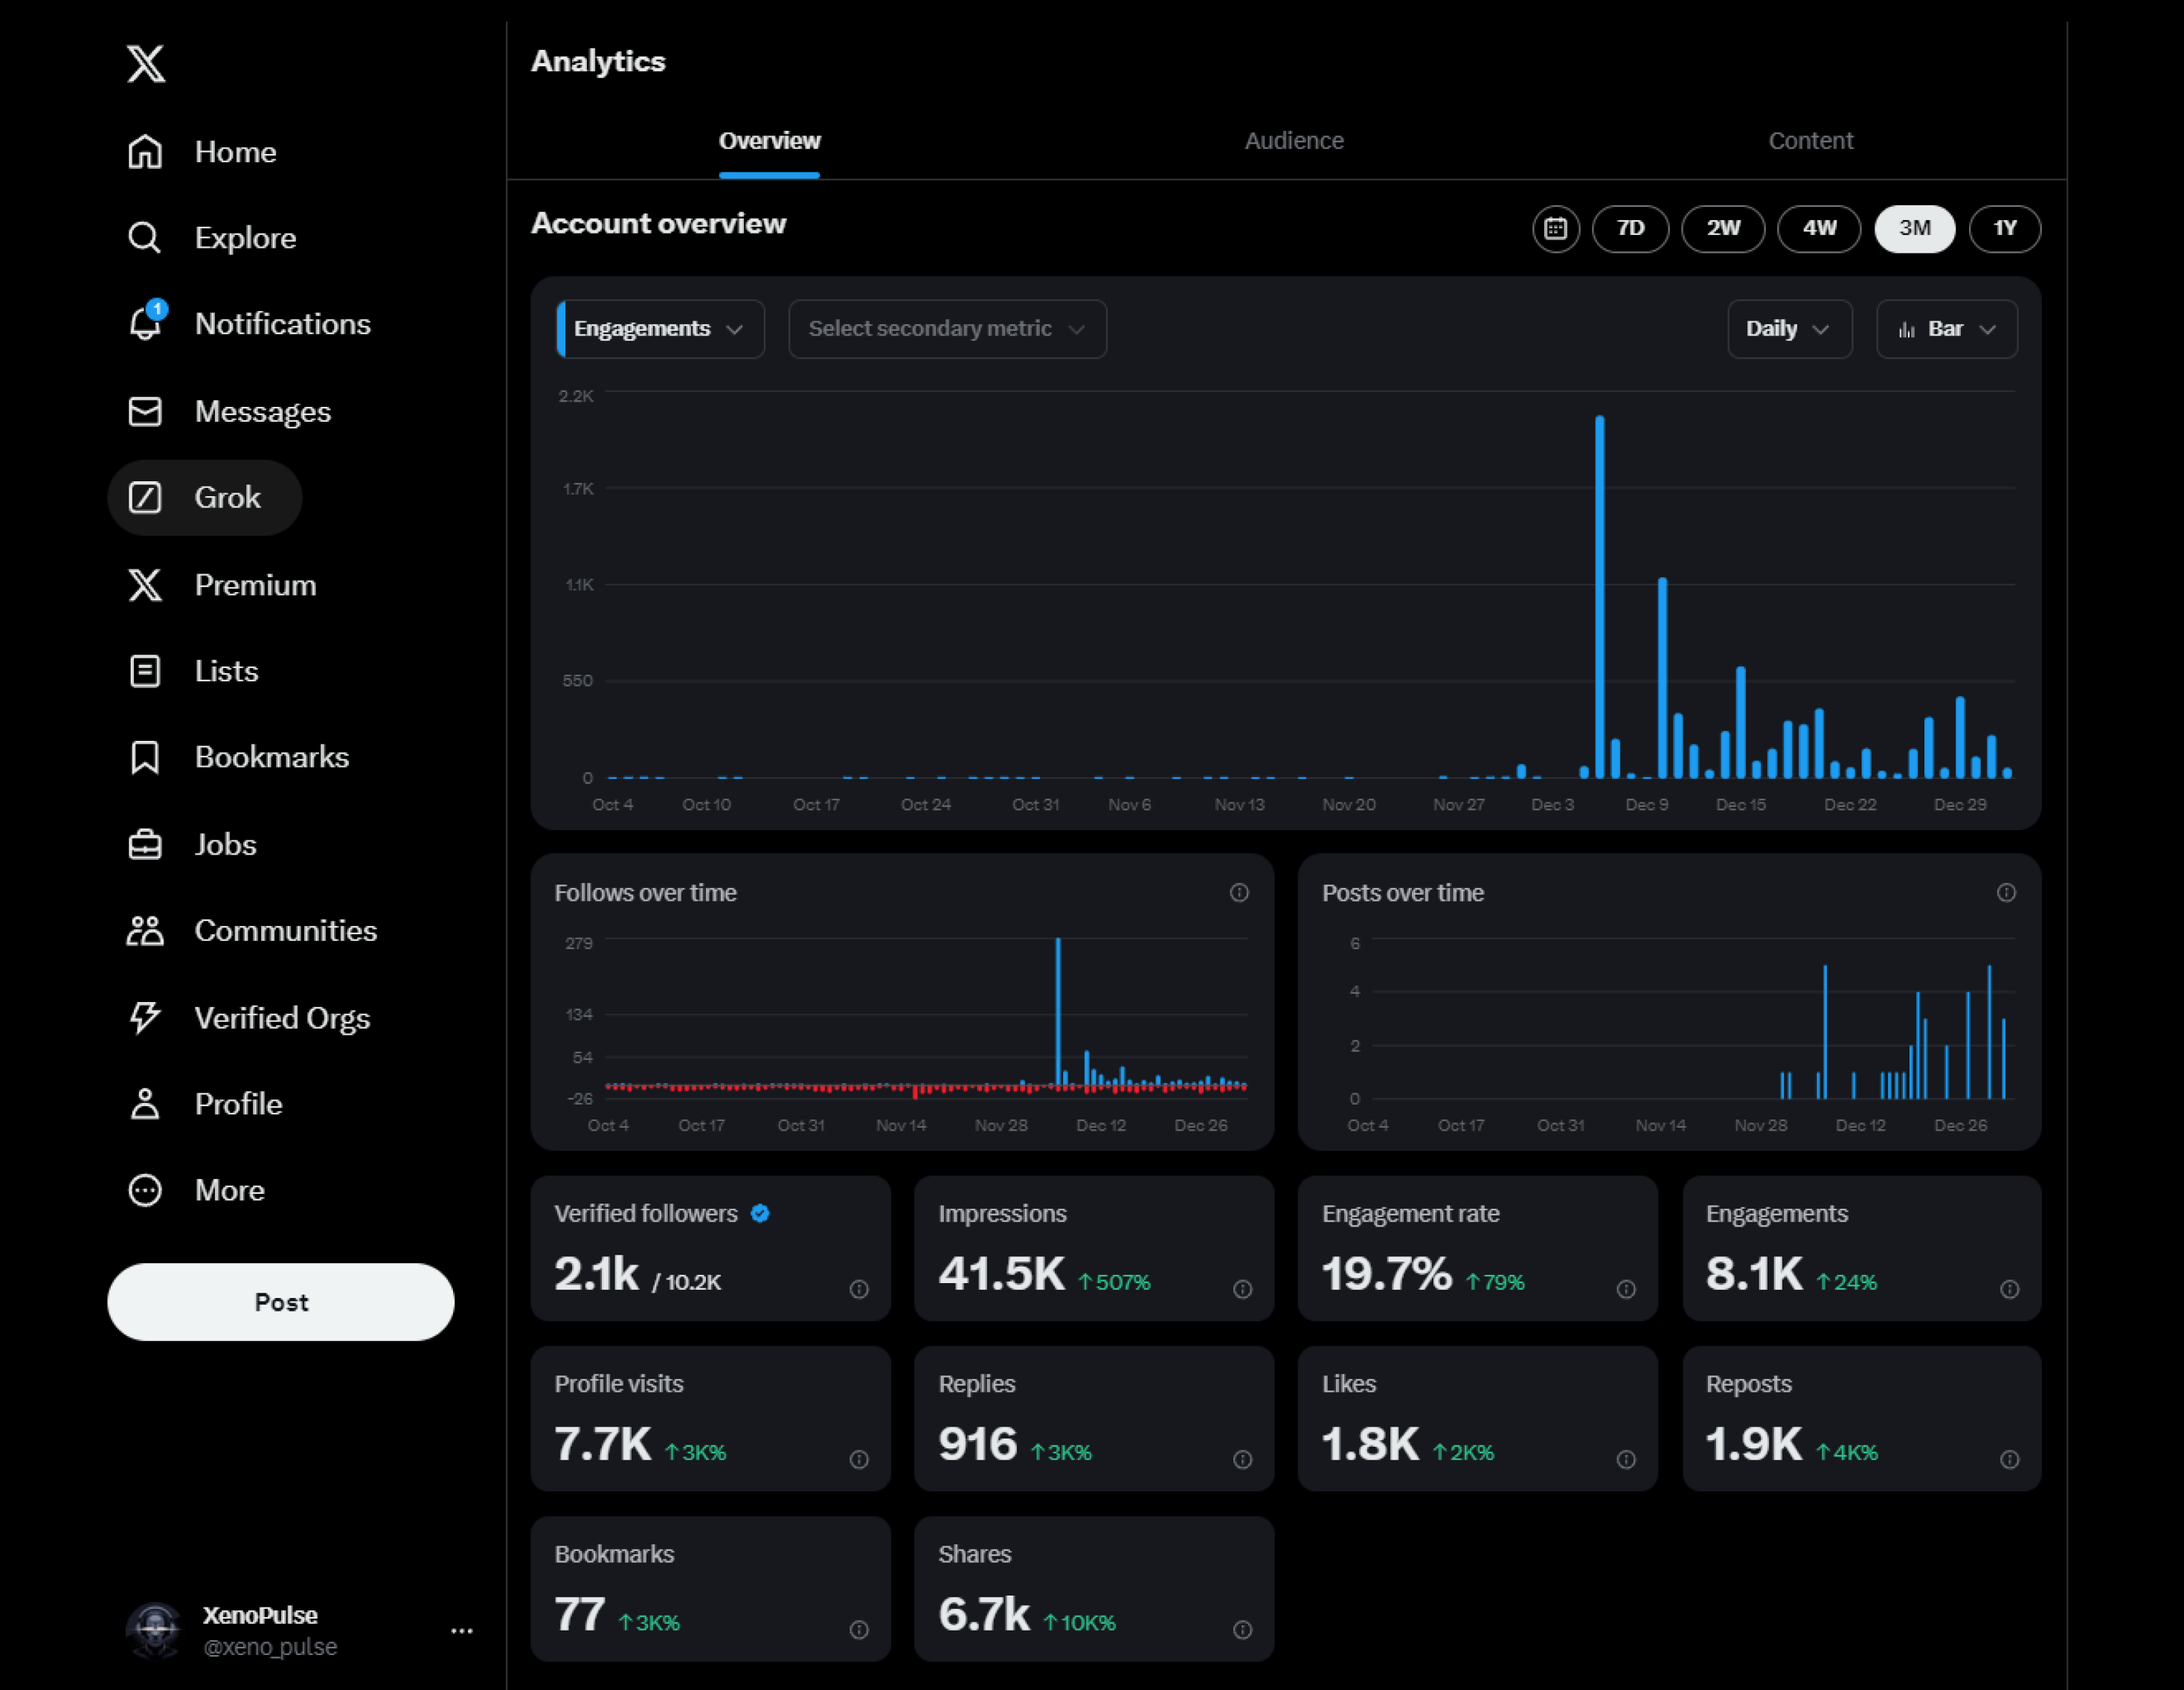 Home
Explore
1
Notifications
Messages
Grok
Premium
Lists
Bookmarks
Jobs
Communities
Verified Orgs
Profile
More
Post
XenoPulse
@xeno_pulse
Analytics
Overview Audience Content
Account overview
7D 2W 4W 3M 1Y
Engagements Select secondary metric Daily Bar
2.2K
1.7K
1.1K
550
0
Oct 4 Oct 10 Oct 17 Oct 24 Oct 31 Nov 6 Nov 13 Nov 20 Nov 27 Dec 3 Dec 9 Dec 15 Dec 22 Dec 29
Follows over time
279
134
54
-26
Oct 4 Oct 17 Oct 31 Nov 14 Nov 28 Dec 12 Dec 26
Posts over time
6
4
2
0
Oct 4 Oct 17 Oct 31 Nov 14 Nov 28 Dec 12 Dec 26
Verified followers
2.1k / 10.2K
Impressions
41.5K ↑507%
Engagement rate
19.7% ↑79%
Engagements
8.1K ↑24%
Profile visits
7.7K ↑3K%
Replies
916 ↑3K%
Likes
1.8K ↑2K%
Reposts
1.9K ↑4K%
Bookmarks
77 ↑3K%
Shares
6.7k ↑10K%